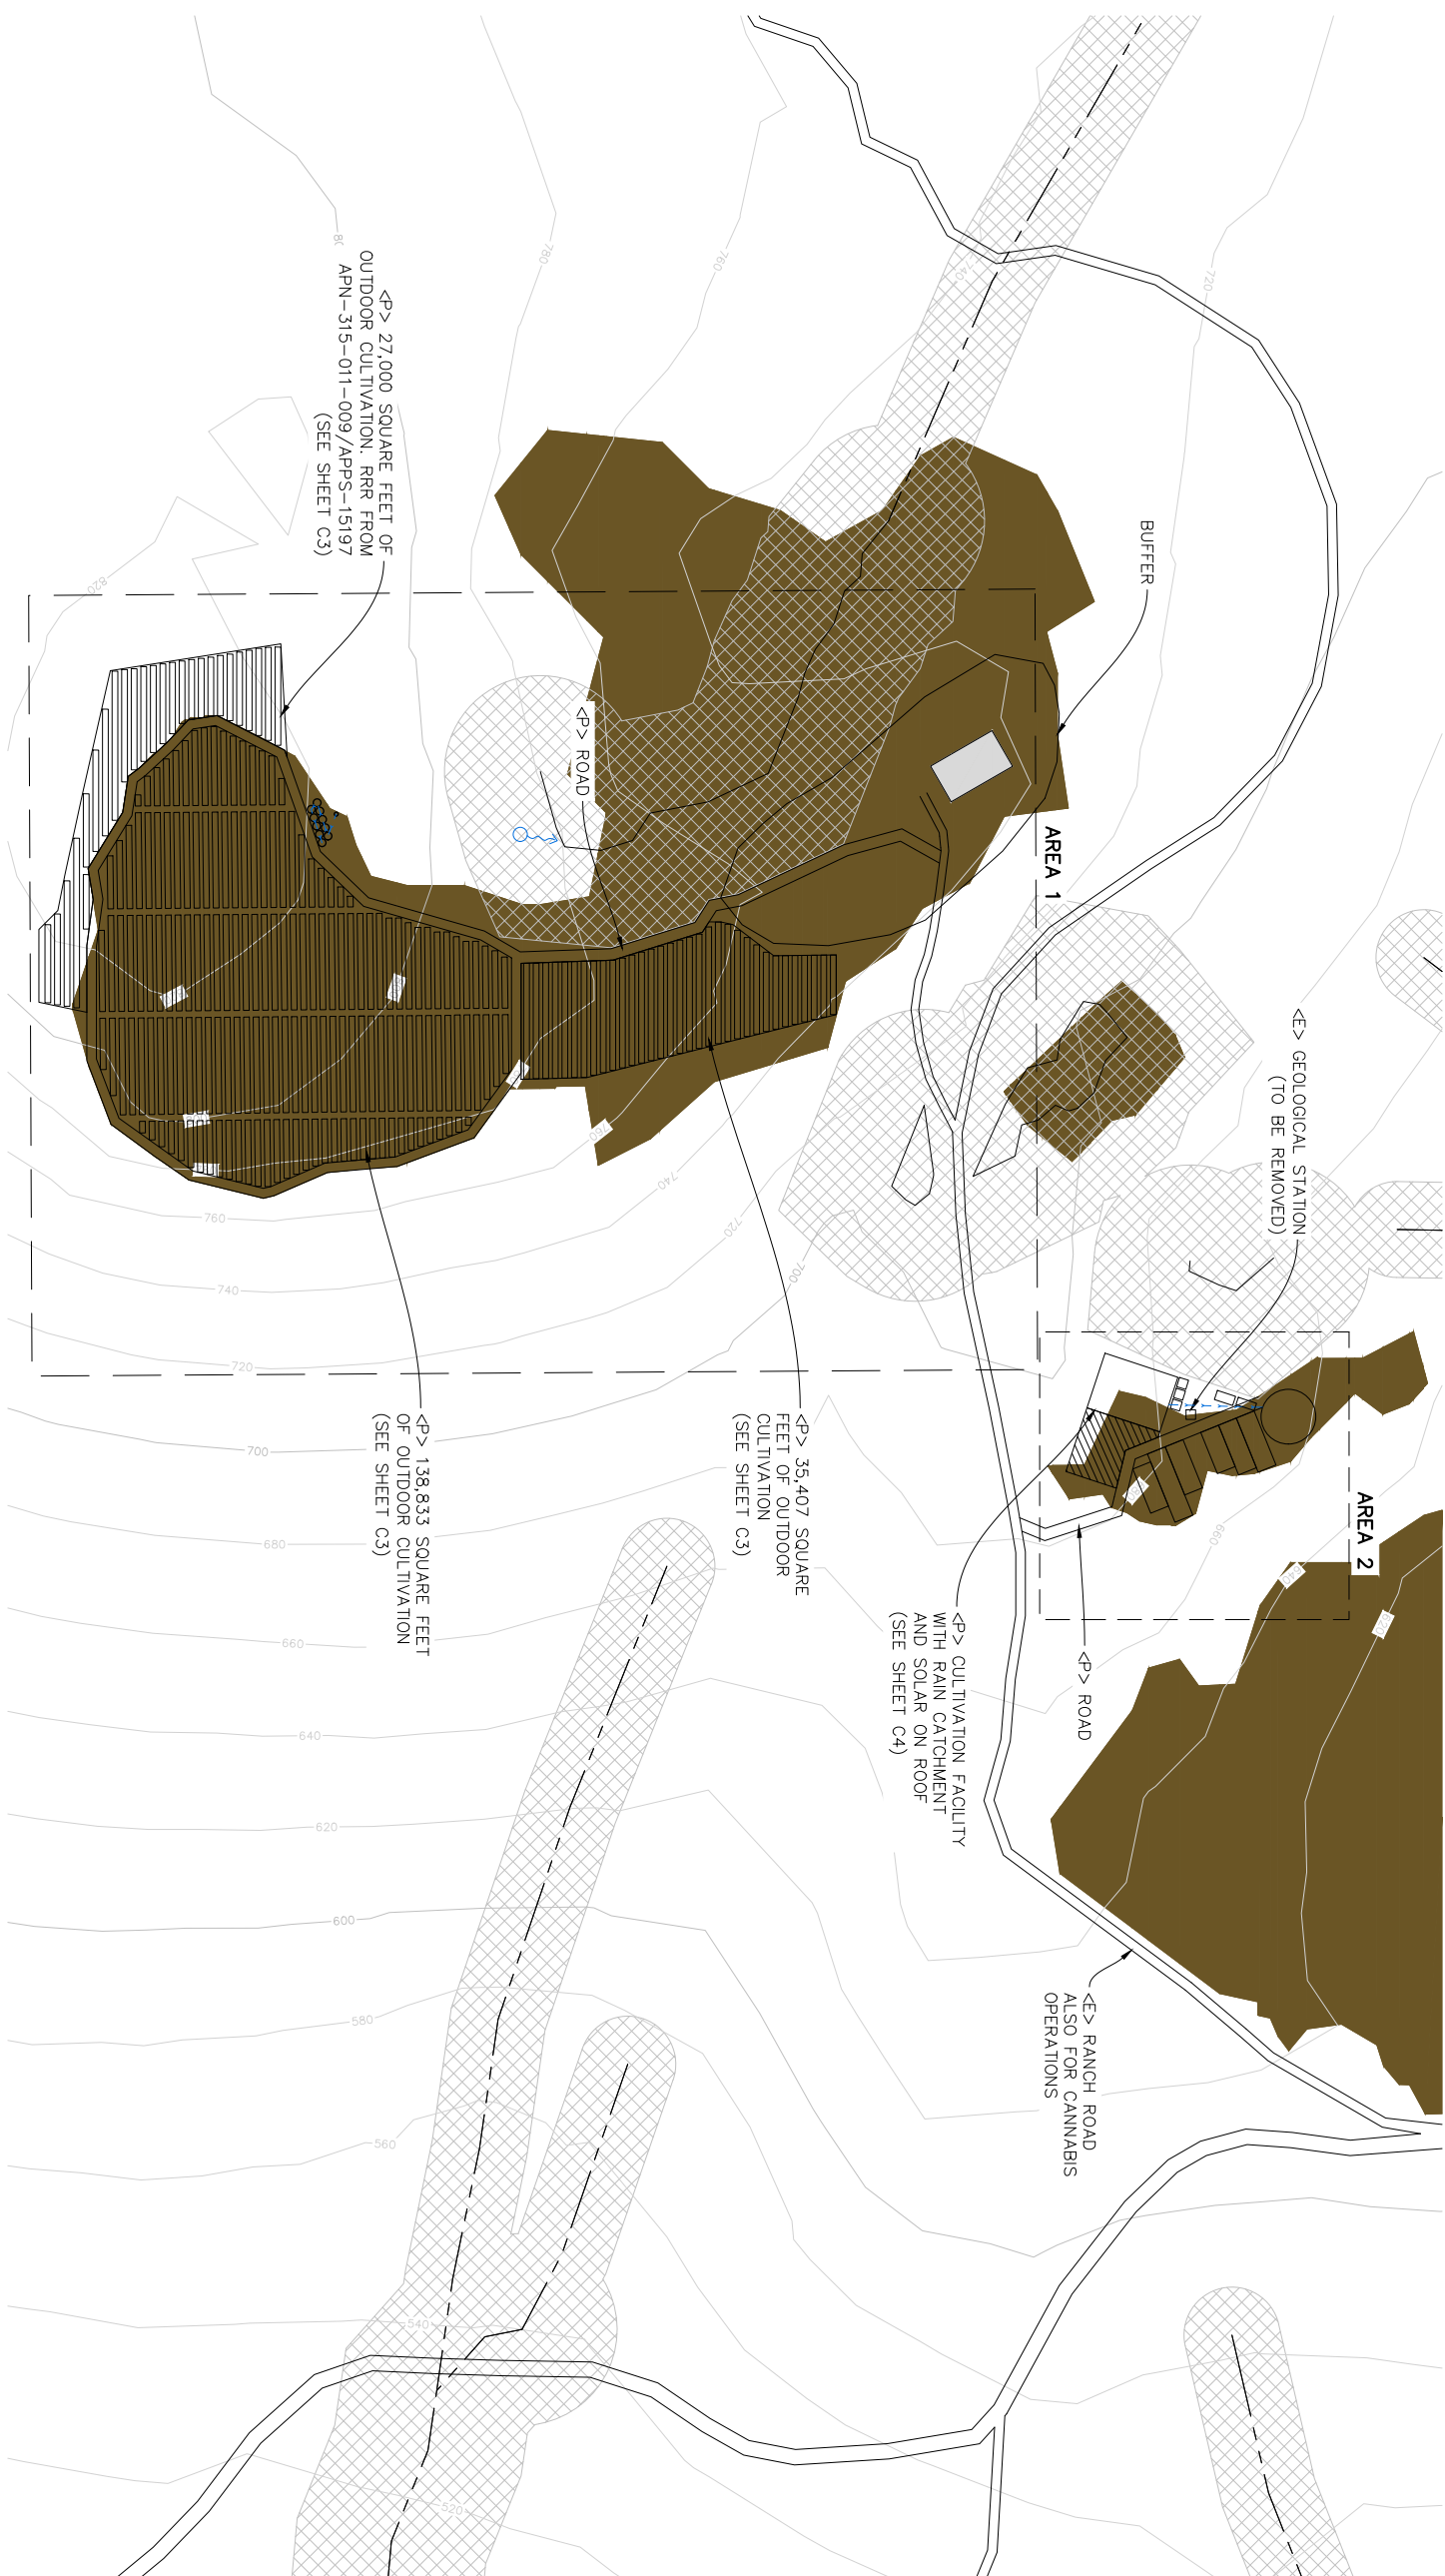 <P> 27,000 SQUARE FEET OF
OUTDOOR CULTIVATION. RRR FROM
APN-315-011-009/APPS-15197
(SEE SHEET C3)
BUFFER
<P> ROAD
AREA 1
<E> GEOLOGICAL STATION
(TO BE REMOVED)
AREA 2
<P> 138,833 SQUARE FEET
OF OUTDOOR CULTIVATION
(SEE SHEET C3)
<P> 35,407 SQUARE
FEET OF OUTDOOR
CULTIVATION
(SEE SHEET C3)
<P> CULTIVATION FACILITY
WITH RAIN CATCHMENT
AND SOLAR ON ROOF
(SEE SHEET C4)
<P> ROAD
<E> RANCH ROAD
ALSO FOR CANNABIS
OPERATIONS
780
760
740
720
820
760
740
720
700
760
740
720
700
680
660
640
620
600
580
560
540
520
660
640
620